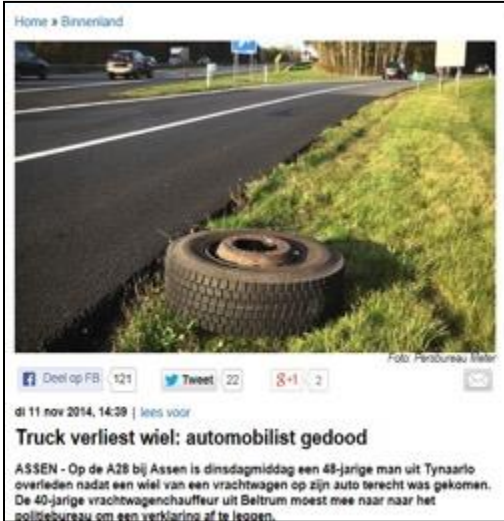 Home » Binnenland
Foto: Persbureau Meter
Deel op FB 121 Tweet 22 g+1 2
di 11 nov 2014, 14:39 | lees voor
Truck verliest wiel: automobilist gedood
ASSEN - Op de A28 bij Assen is dinsdagmiddag een 48-jarige man uit Tynaarlo
overleden nadat een wiel van een vrachtwagen op zijn auto terecht was gekomen.
De 40-jarige vrachtwagenchauffeur uit Beltrum moest mee naar naar het
politiebureau om een verklaring af te leggen.